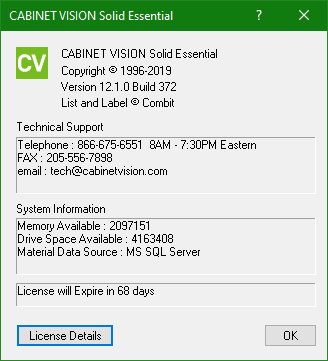 CABINET VISION Solid Essential
?
CV
CABINET VISION Solid Essential
Copyright © 1996-2019
Version 12.1.0 Build 372
List and Label © Combit
Technical Support
Telephone : 866-675-6551 8AM - 7:30PM Eastern
FAX : 205-556-7898
email : tech@cabinetvision.com
System Information
Memory Available : 2097151
Drive Space Available : 4163408
Material Data Source : MS SQL Server
License will Expire in 68 days
License Details
OK